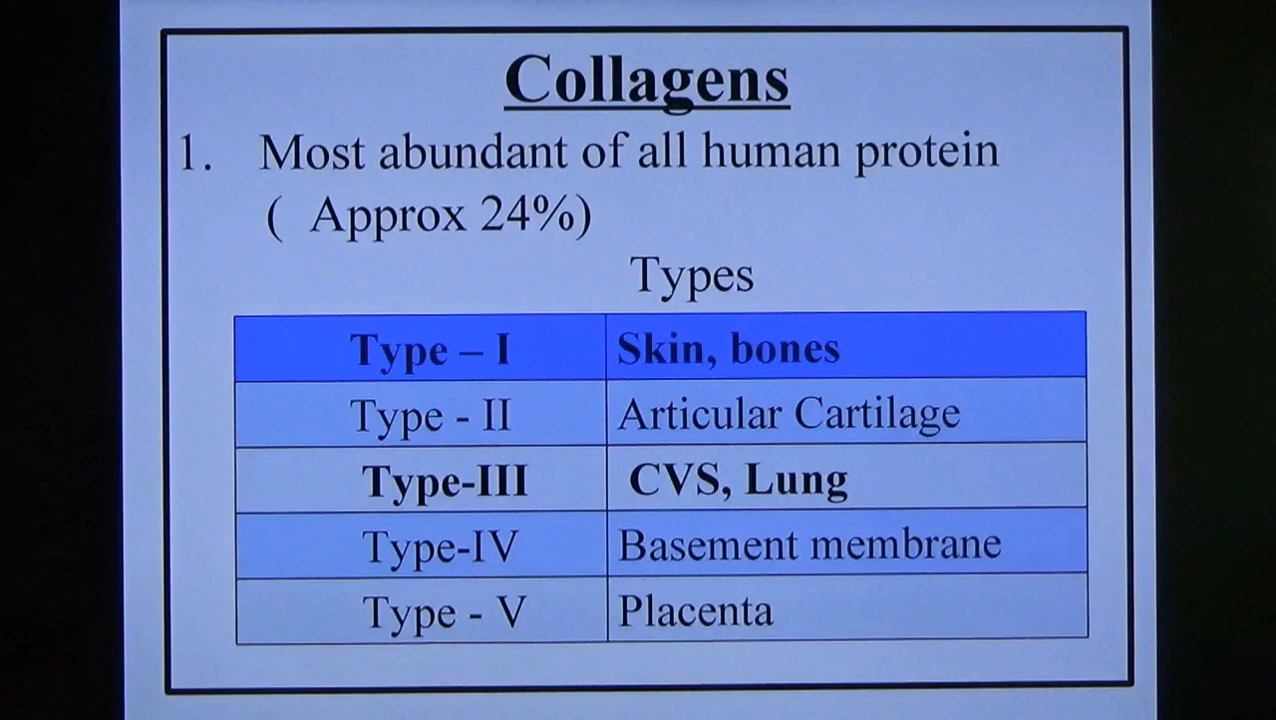 Collagens
1. Most abundant of all human protein
( Approx 24%)
Types
Type – I Skin, bones
Type - II Articular Cartilage
Type-III CVS, Lung
Type-IV Basement membrane
Type - V Placenta